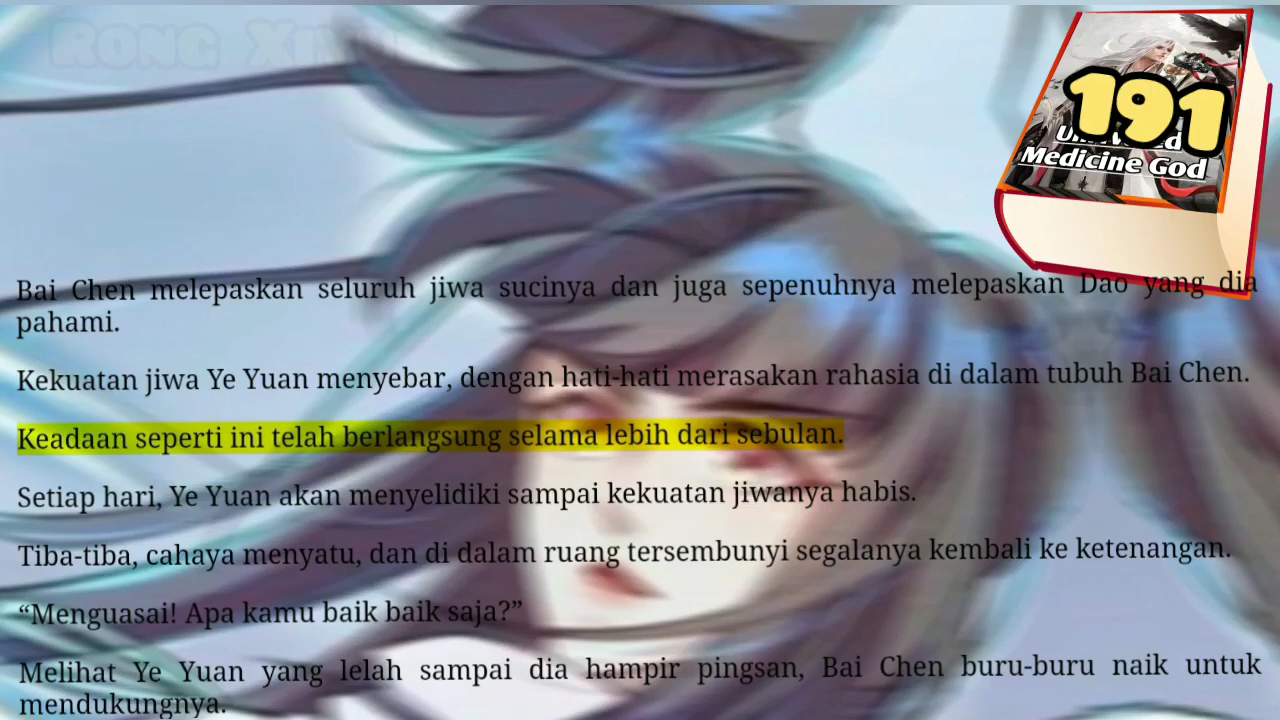 191
Medicine God
Bai Chen melepaskan seluruh jiwa sucinya dan juga sepenuhnya melepaskan Dao yang dia
pahami.
Kekuatan jiwa Ye Yuan menyebar, dengan hati-hati merasakan rahasia di dalam tubuh Bai Chen.
Keadaan seperti ini telah berlangsung selama lebih dari sebulan.
Setiap hari, Ye Yuan akan menyelidiki sampai kekuatan jiwanya habis.
Tiba-tiba, cahaya menyatu, dan di dalam ruang tersembunyi segalanya kembali ke ketenangan.
“Menguasai! Apa kamu baik baik saja?”
Melihat Ye Yuan yang lelah sampai dia hampir pingsan, Bai Chen buru-buru naik untuk
mendukungnya.